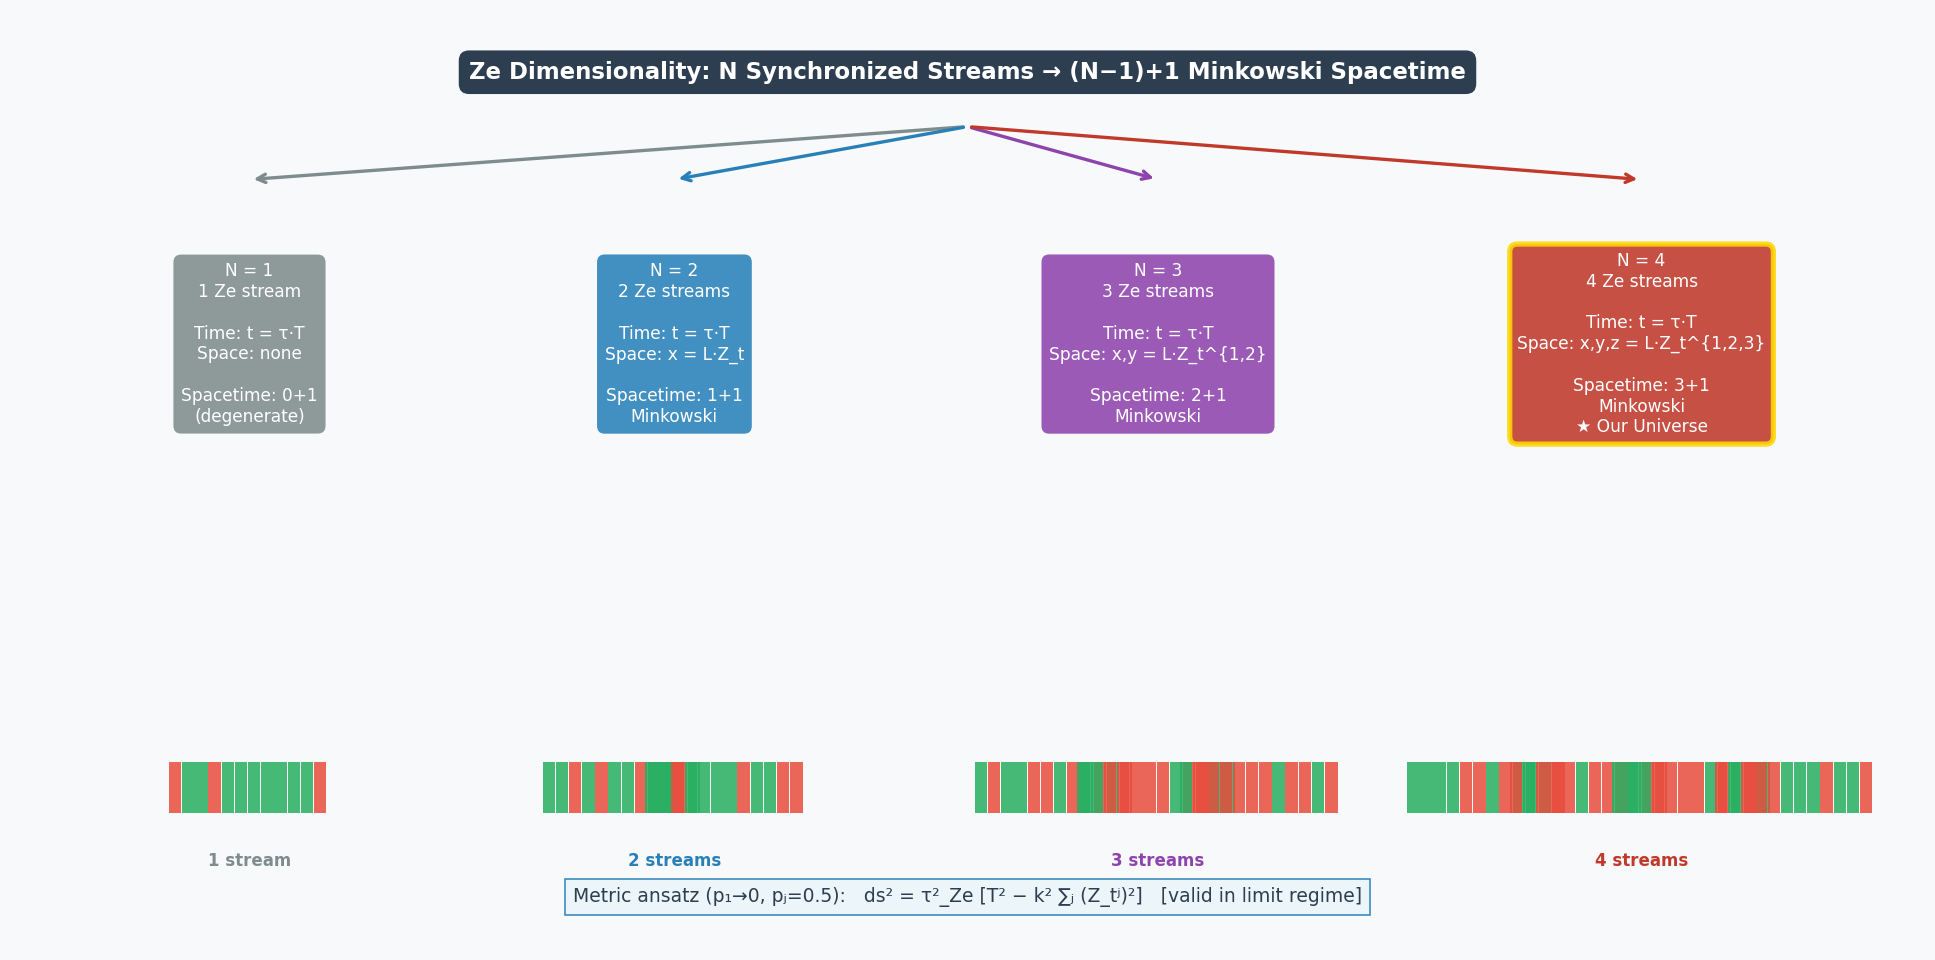 Ze Dimensionality: N Synchronized Streams → (N−1)+1 Minkowski Spacetime
N = 1
1 Ze stream
Time: t = τ·T
Space: none
Spacetime: 0+1
(degenerate)
N = 2
2 Ze streams
Time: t = τ·T
Space: x = L·Z_t
Spacetime: 1+1
Minkowski
N = 3
3 Ze streams
Time: t = τ·T
Space: x,y = L·Z_t^{1,2}
Spacetime: 2+1
Minkowski
N = 4
4 Ze streams
Time: t = τ·T
Space: x,y,z = L·Z_t^{1,2,3}
Spacetime: 3+1
Minkowski
★ Our Universe
1 stream
2 streams
3 streams
4 streams
Metric ansatz (p₁→0, pⱼ=0.5): ds² = τ²_Ze [T² − k² ∑ⱼ (Z_tʲ)²] [valid in limit regime]